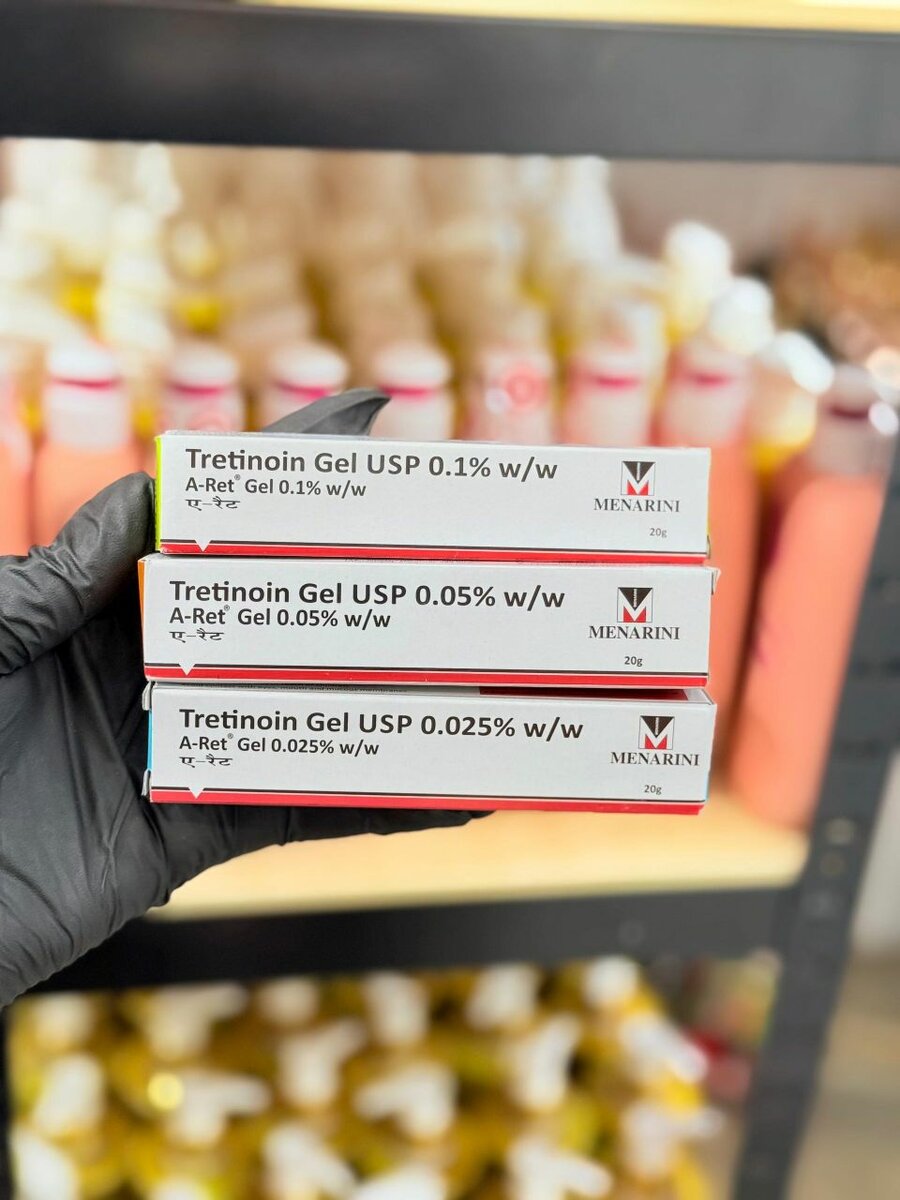 Tretinoin Gel USP 0.1% w/w
A-Ret® Gel 0.1% w/w
ए-रैट
MENARINI
20g
Tretinoin Gel USP 0.05% w/w
A-Ret® Gel 0.05% w/w
ए-रैट
MENARINI
20g
Tretinoin Gel USP 0.025% w/w
A-Ret® Gel 0.025% w/w
ए-रैट
MENARINI
20g